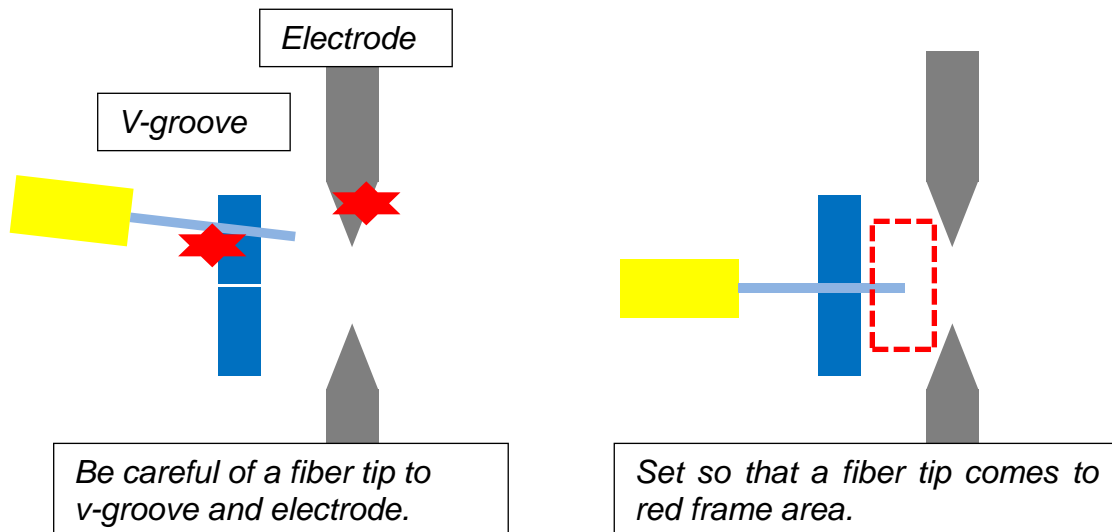 Electrode
V-groove
Be careful of a fiber tip to
v-groove and electrode.
Set so that a fiber tip comes to
red frame area.